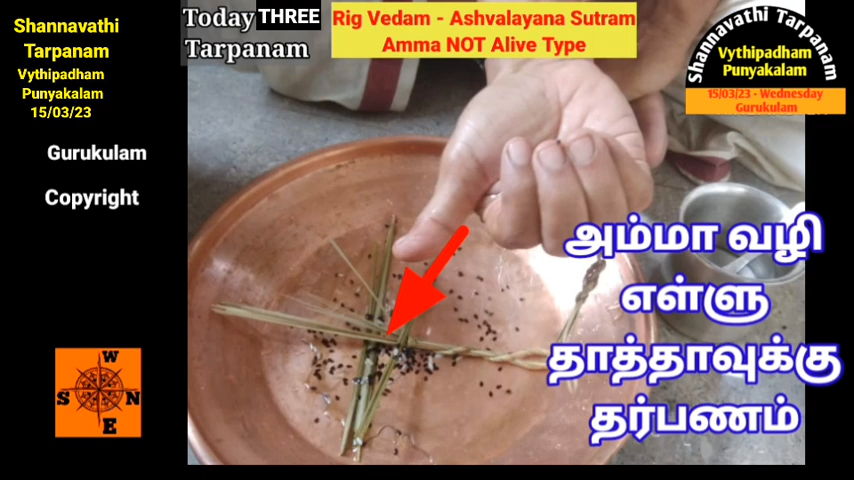 Shannavathi
Tarpanam
Vythipadham
Punyakalam
15/03/23
Gurukulam
Copyright
Today THREE
Tarpanam
Rig Vedam - Ashvalayana Sutram
Amma NOT Alive Type
Shannavathi Tarpanam
Vythipadham
Punyakalam
15/03/23 - Wednesday
Gurukulam
அம்மா வழி
எள்ளு
தாத்தாவுக்கு
தர்பணம்
W
S N
E